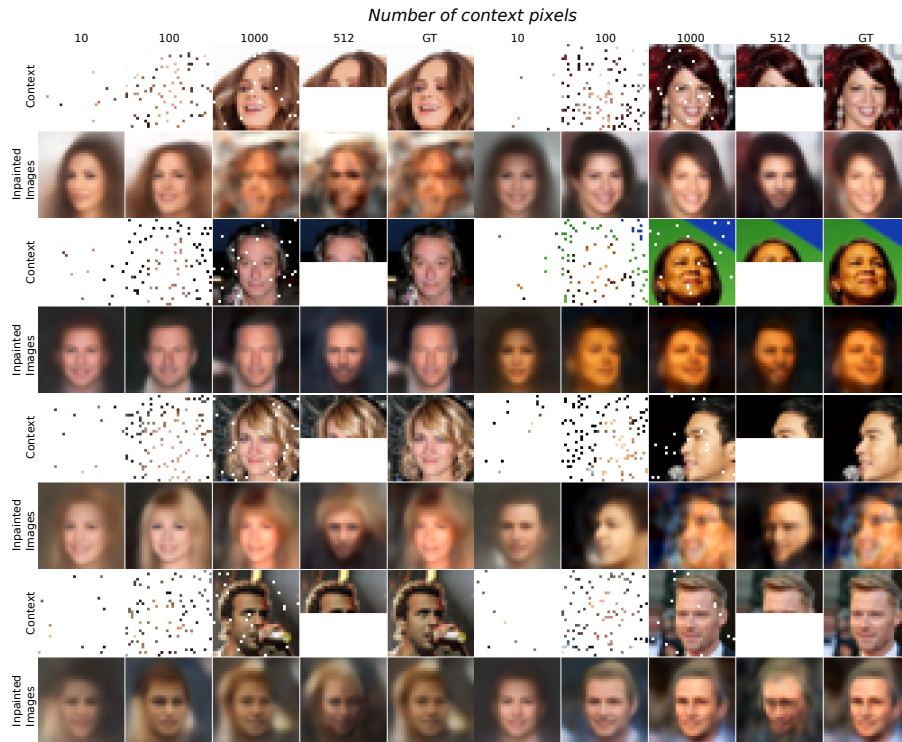 Number of context pixels
10 100 1000 512 GT 10 100 1000 512 GT
Context
Inpainted
Images
Context
Inpainted
Images
Context
Inpainted
Images
Context
Inpainted
Images